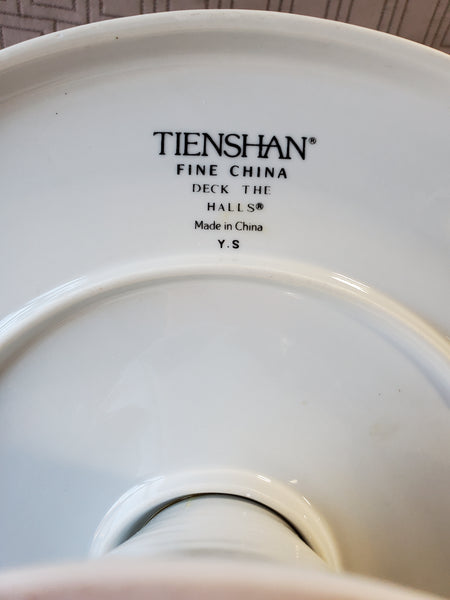 TIENSHAN®
FINE CHINA
DECK THE
HALLS®
Made in China
Y.S